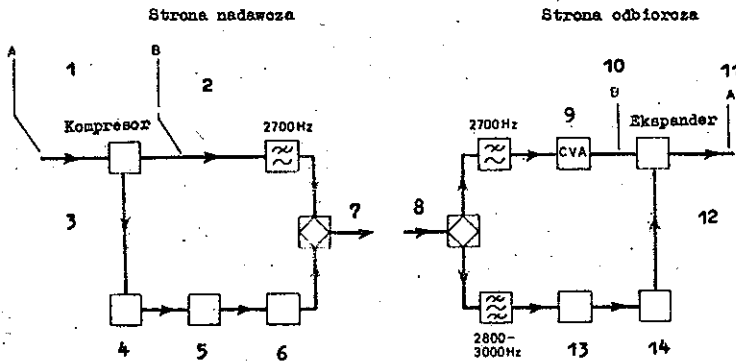 Strona nadawcza
Strona odbiorcza
A
1
B
2
Kompresor
2700Hz
3
7
4
5
6
8
2700Hz
9
CVA
10
B
Ekspander
11
A
12
2800-
3000Hz
13
14